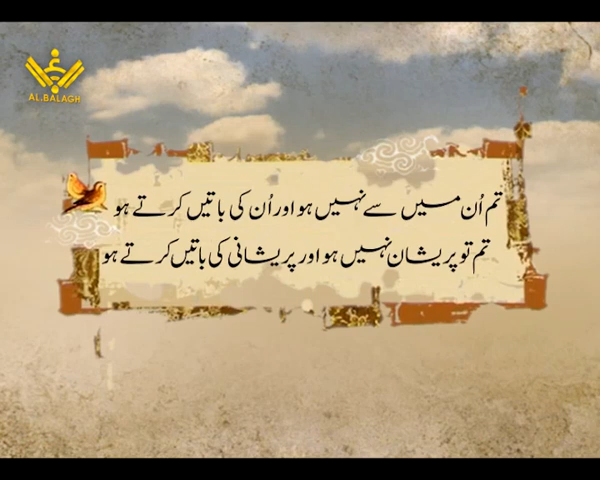 AL.BALAGH
تم اُن میں سے نہیں ہو اور اُن کی باتیں کرتے ہو
تم تو پریشان نہیں ہو اور پریشانی کی باتیں کرتے ہو